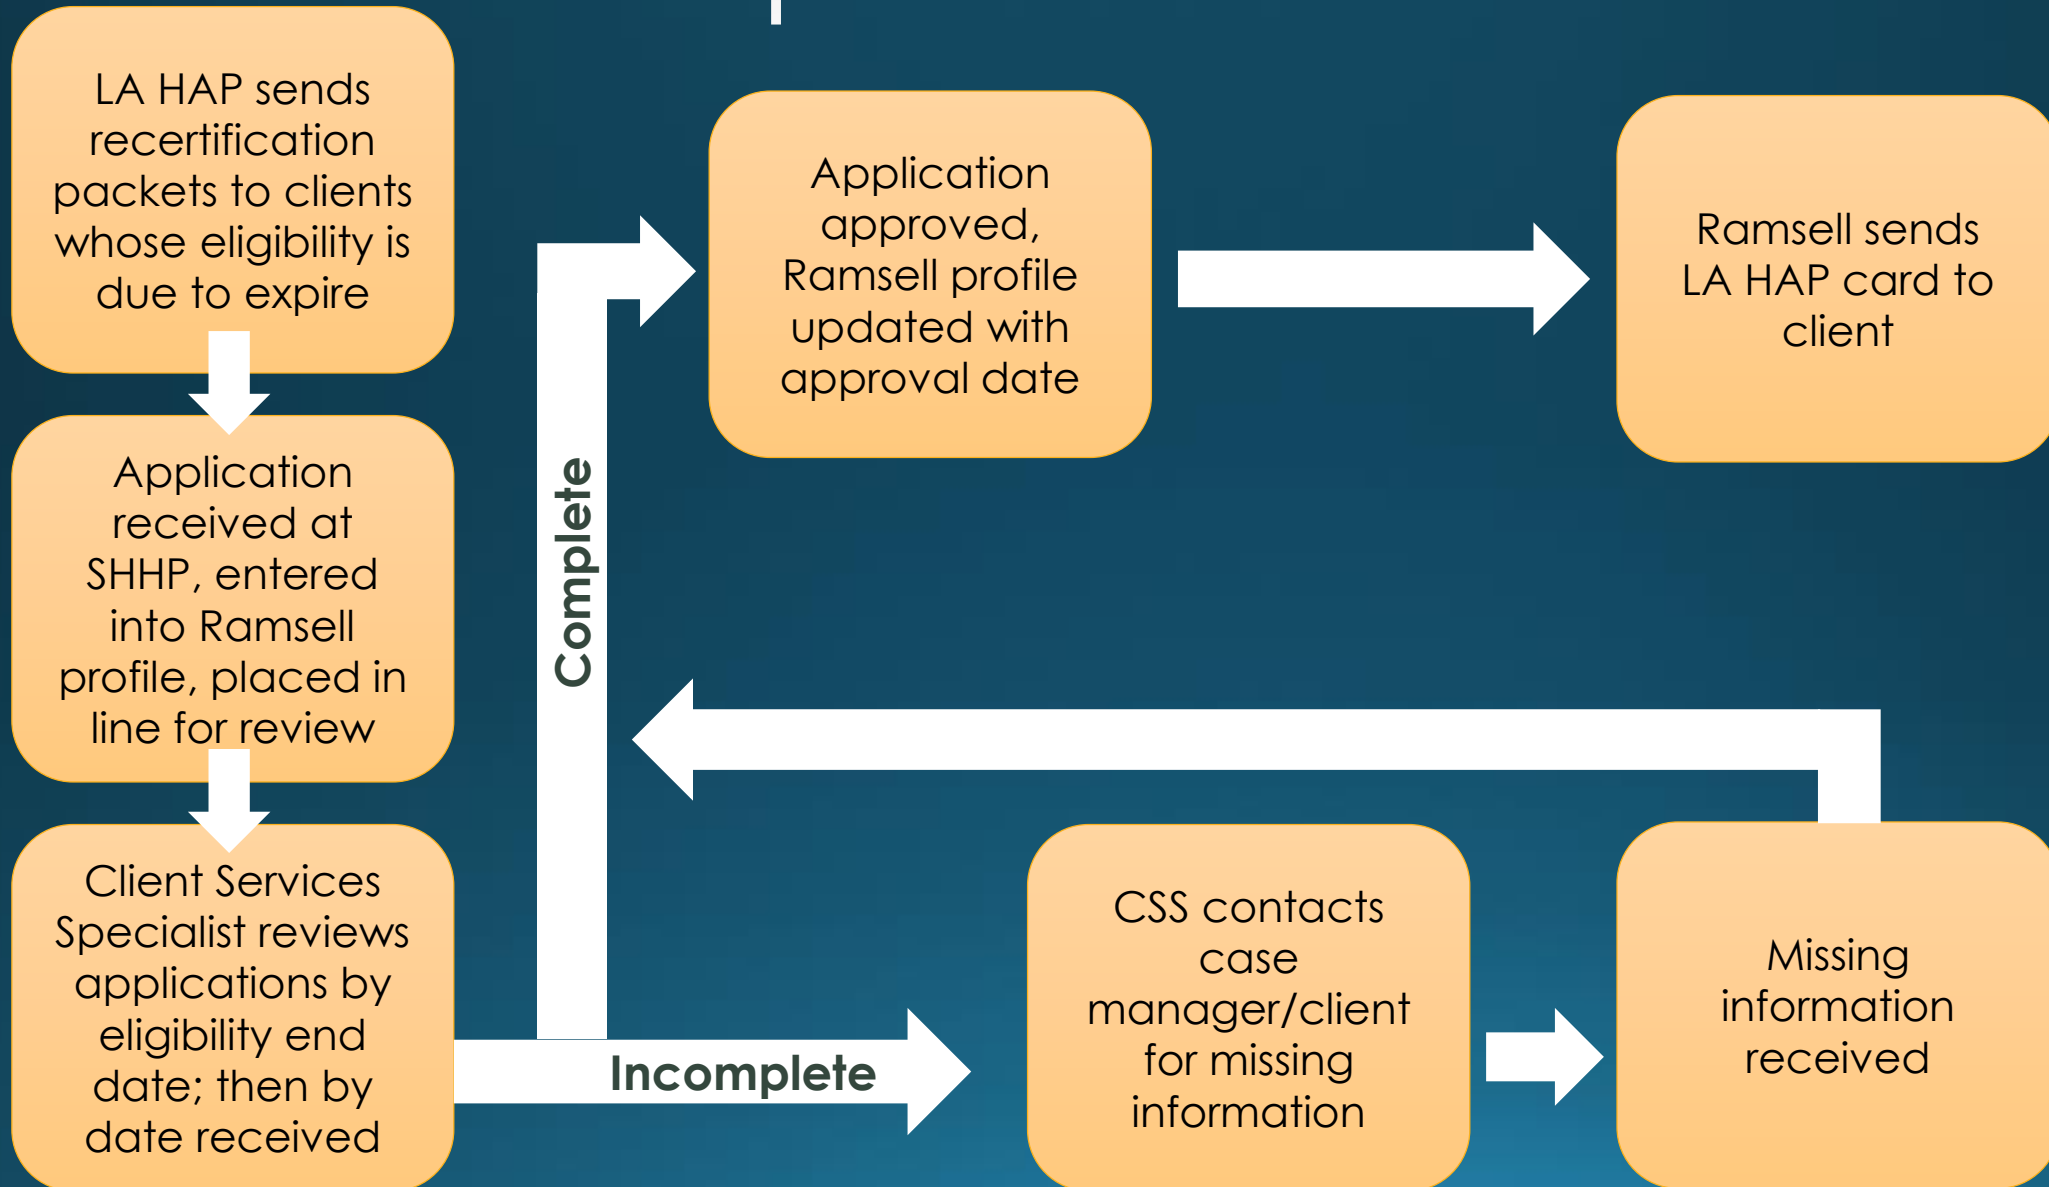 LA HAP sends
recertification
packets to clients
whose eligibility is
due to expire
Application
received at
SHHP, entered
into Ramsell
profile, placed in
line for review
Client Services
Specialist reviews
applications by
eligibility end
date; then by
date received
Complete
Incomplete
Application
approved,
Ramsell profile
updated with
approval date
Ramsell sends
LA HAP card to
client
CSS contacts
case
manager/client
for missing
information
Missing
information
received